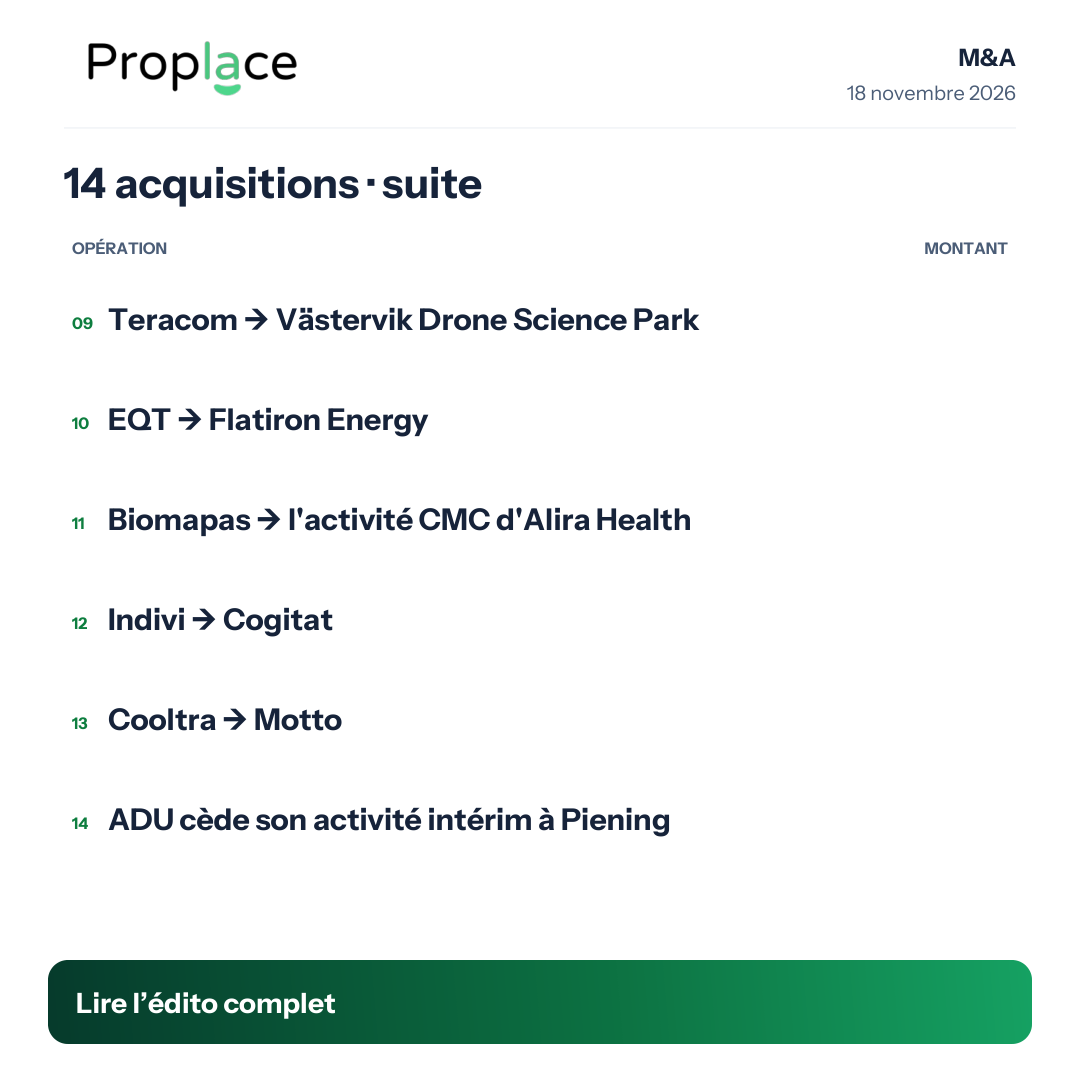 Proplace
M&A
18 novembre 2026
14 acquisitions · suite
OPÉRATION MONTANT
09 Teracom → Västervik Drone Science Park
10 EQT → Flatiron Energy
11 Biomapas → l'activité CMC d'Alira Health
12 Indivi → Cogitat
13 Cooltra → Motto
14 ADU cède son activité intérim à Piening
Lire l’édito complet